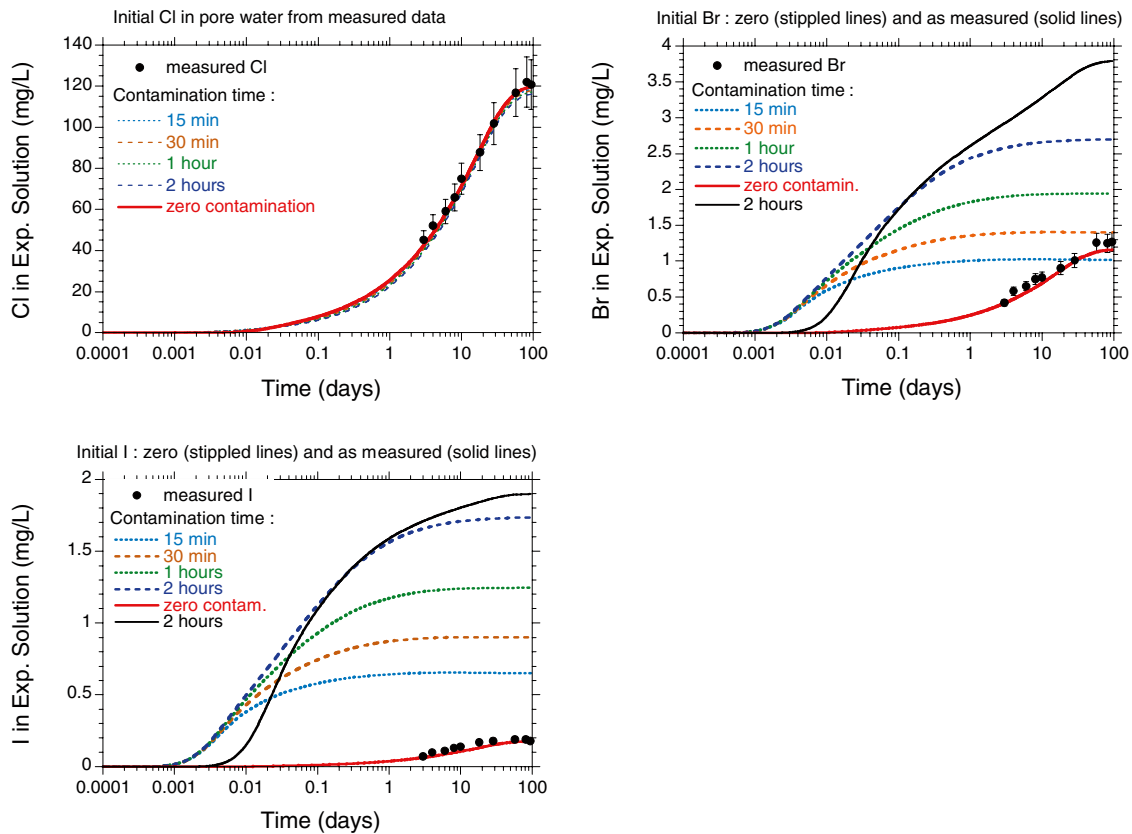 Initial Cl in pore water from measured data
140
120
100
80
60
40
20
0
Cl in Exp. Solution (mg/L)
measured Cl
Contamination time :
15 min
30 min
1 hour
2 hours
zero contamination
0.0001 0.001 0.01 0.1 1 10 100
Time (days)
Initial Br : zero (stippled lines) and as measured (solid lines)
4
3.5
3
2.5
2
1.5
1
0.5
0
Br in Exp. Solution (mg/L)
measured Br
Contamination time :
15 min
30 min
1 hour
2 hours
zero contamin.
2 hours
0.0001 0.001 0.01 0.1 1 10 100
Time (days)
Initial I : zero (stippled lines) and as measured (solid lines)
2
1.5
1
0.5
0
I in Exp. Solution (mg/L)
measured I
Contamination time :
15 min
30 min
1 hours
2 hours
zero contam.
2 hours
0.0001 0.001 0.01 0.1 1 10 100
Time (days)